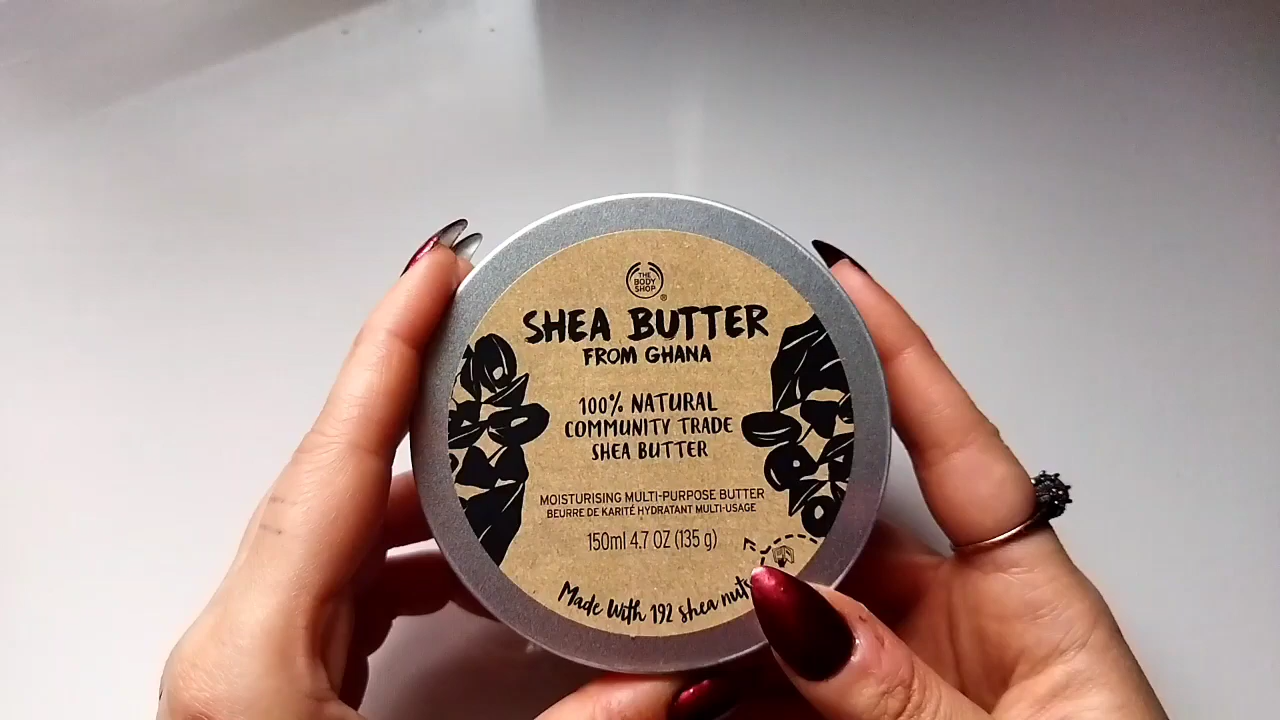 THE
BODY
SHOP
®
SHEA BUTTER
FROM GHANA
100% NATURAL
COMMUNITY TRADE
SHEA BUTTER
MOISTURISING MULTI-PURPOSE BUTTER
BEURRE DE KARITÉ HYDRATANT MULTI-USAGE
150ml 4.7 OZ (135 g)
Made with 192 shea nuts